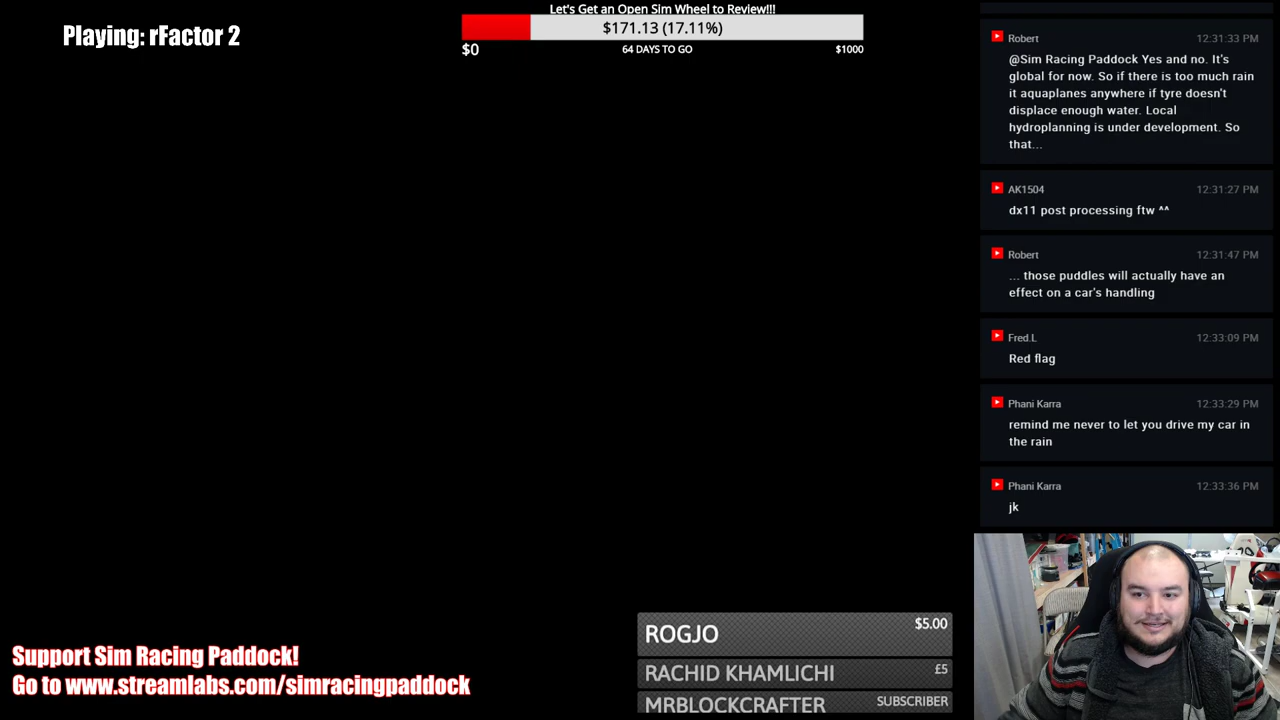 Playing: rFactor 2
Let's Get an Open Sim Wheel to Review!!!
$171.13 (17.11%)
$0
64 DAYS TO GO
$1000
Robert
12:31:33 PM
@Sim Racing Paddock Yes and no. It's
global for now. So if there is too much rain
it aquaplanes anywhere if tyre doesn't
displace enough water. Local
hydroplanning is under development. So
that...
AK1504
12:31:27 PM
dx11 post processing ftw ^^
Robert
12:31:47 PM
... those puddles will actually have an
effect on a car's handling
Fred.L
12:33:09 PM
Red flag
Phani Karra
12:33:29 PM
remind me never to let you drive my car in
the rain
Phani Karra
12:33:36 PM
jk
ROGJO
$5.00
RACHID KHAMLICHI
£5
MRBLOCKCRAFTER
SUBSCRIBER
Support Sim Racing Paddock!
Go to www.streamlabs.com/simracingpaddock